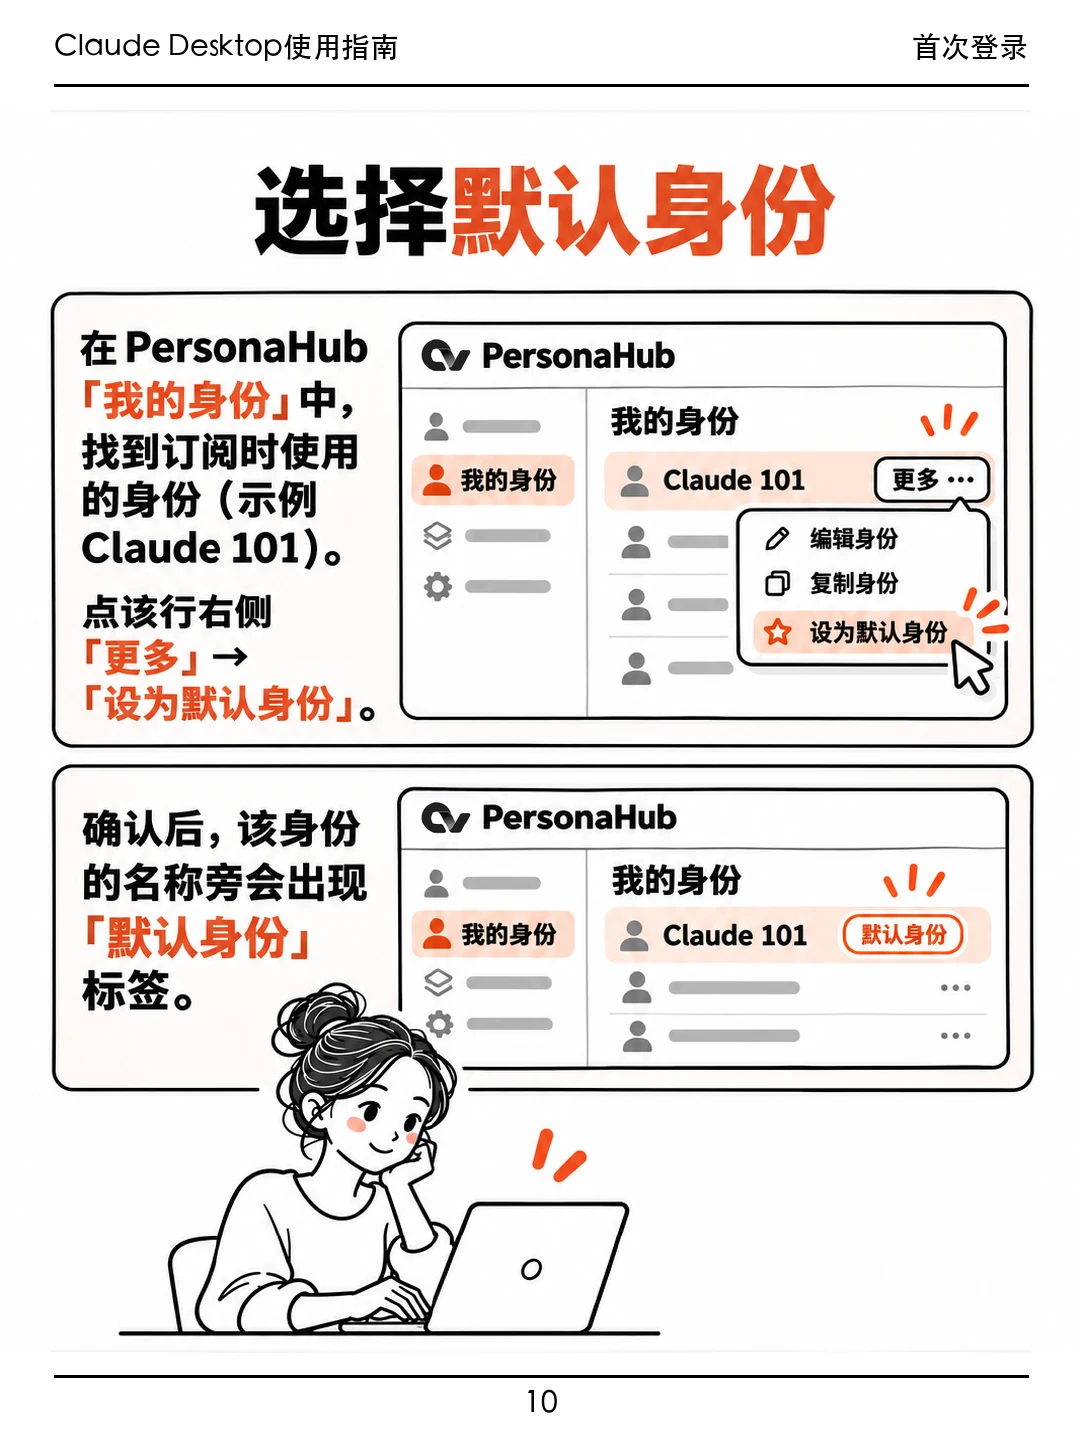 Claude Desktop使用指南
首次登录
选择默认身份
在 PersonaHub
「我的身份」中，
找到订阅时使用
的身份（示例
Claude 101）。
点该行右侧
「更多」→
「设为默认身份」。
PersonaHub
我的身份
我的身份
Claude 101
更多 ···
编辑身份
复制身份
设为默认身份
确认后，该身份
的名称旁会出现
「默认身份」
标签。
PersonaHub
我的身份
我的身份
Claude 101
默认身份
10